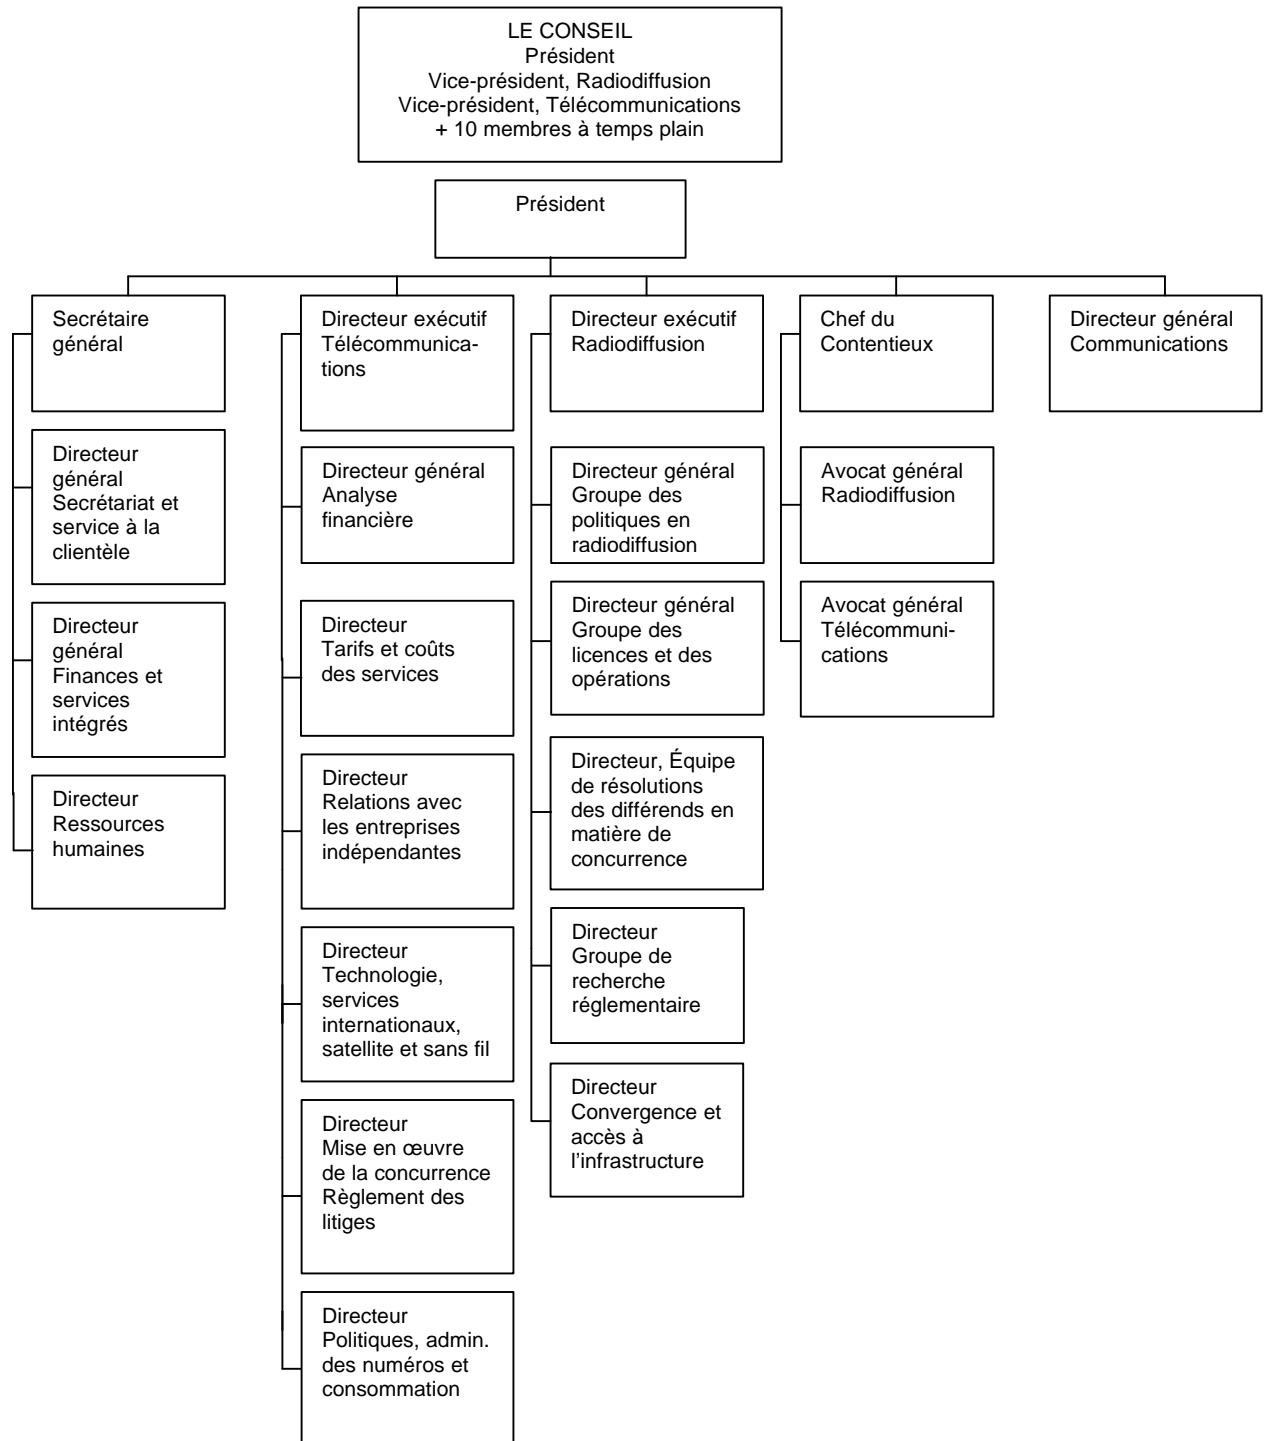 LE CONSEIL
Président
Vice-président, Radiodiffusion
Vice-président, Télécommunications
+ 10 membres à temps plain
Président
Secrétaire
général
Directeur
général
Secrétariat et
service à la
clientèle
Directeur
général
Finances et
services
intégrés
Directeur
Ressources
humaines
Directeur exécutif
Télécommunica-
tions
Directeur général
Analyse
financière
Directeur
Tarifs et coûts
des services
Directeur
Relations avec
les entreprises
indépendantes
Directeur
Technologie,
services
internationaux,
satellite et sans fil
Directeur
Mise en œuvre
de la concurrence
Règlement des
litiges
Directeur
Politiques, admin.
des numéros et
consommation
Directeur exécutif
Radiodiffusion
Directeur général
Groupe des
politiques en
radiodiffusion
Directeur général
Groupe des
licences et des
opérations
Directeur, Équipe
de résolutions
des différends en
matière de
concurrence
Directeur
Groupe de
recherche
réglementaire
Directeur
Convergence et
accès à
l'infrastructure
Chef du
Contentieux
Avocat général
Radiodiffusion
Avocat général
Télécommuni-
cations
Directeur général
Communications